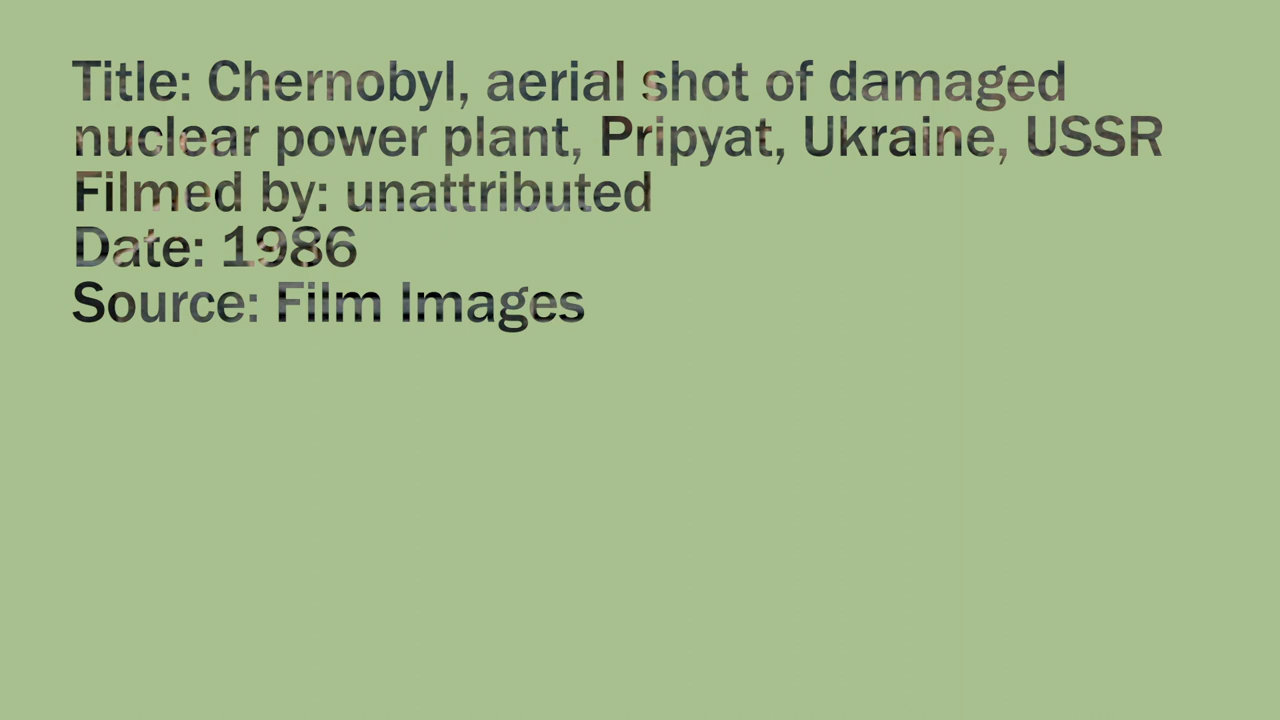 Title: Chernobyl, aerial shot of damaged
nuclear power plant, Pripyat, Ukraine, USSR
Filmed by: unattributed
Date: 1986
Source: Film Images